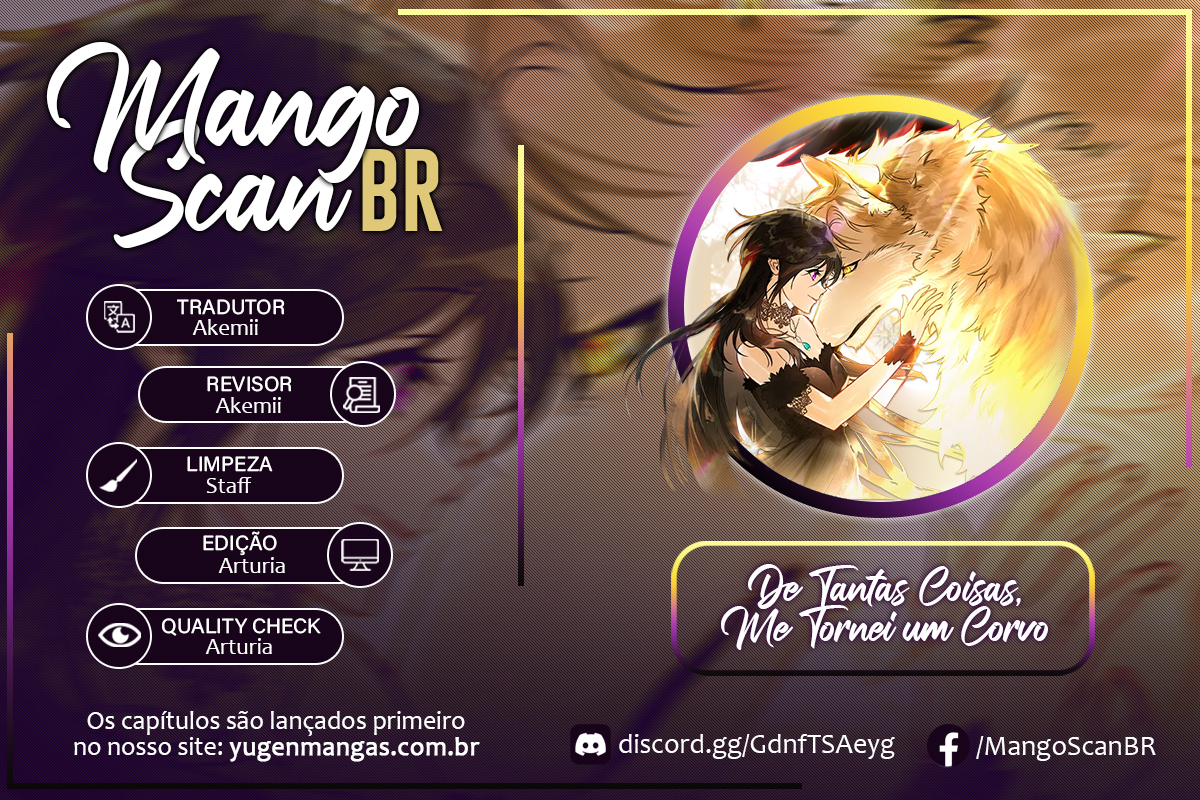 Mango
Scan BR
TRADUTOR
Akemii
REVISOR
Akemii
LIMPEZA
Staff
EDIÇÃO
Arturia
QUALITY CHECK
Arturia
De Tantas Coisas,
Me Tornei um Corvo
Os capítulos são lançados primeiro
no nosso site: yugenmangas.com.br
discord.gg/GdnfTSAeyg
/MangoScanBR